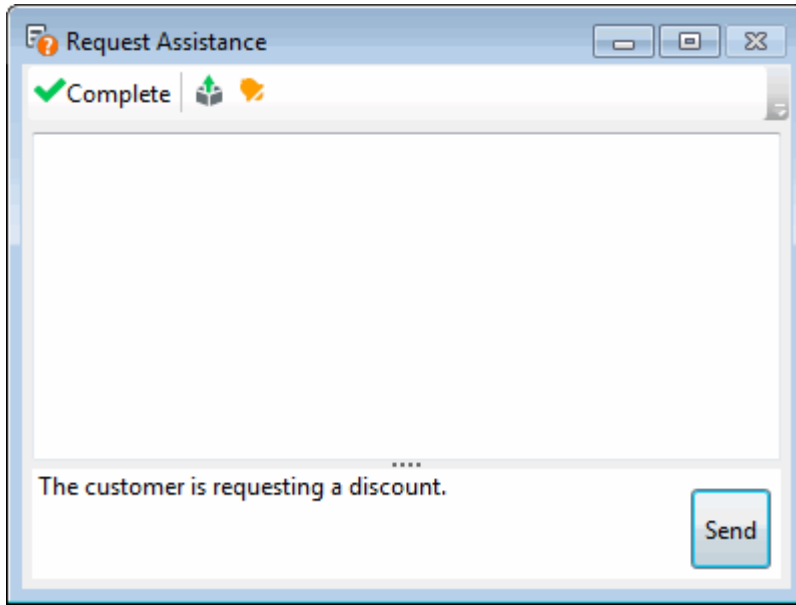 Request Assistance
Complete
The customer is requesting a discount.
Send